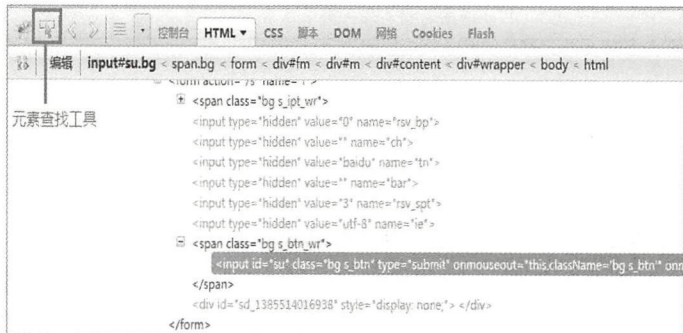 控制台 HTML CSS 脚本 DOM 网络 Cookies Flash
编辑 input#su.bg < span.bg < form < div#fm < div#m < div#content < div#wrapper < body < html
<form action="/s" name="f">
元素查找工具
<span class="bg s_ipt_wr">
<input type="hidden" value="0" name="rsv_bp">
<input type="hidden" value="" name="ch">
<input type="hidden" value="baidu" name="tn">
<input type="hidden" value="" name="bar">
<input type="hidden" value="3" name="rsv_spt">
<input type="hidden" value="utf-8" name="ie">
<span class="bg s_btn_wr">
<input id="su" class="bg s_btn" type="submit" onmouseout="this.className='bg s_btn'" onm
</span>
<div id="sd_1385514016938" style="display: none;"> </div>
</form>